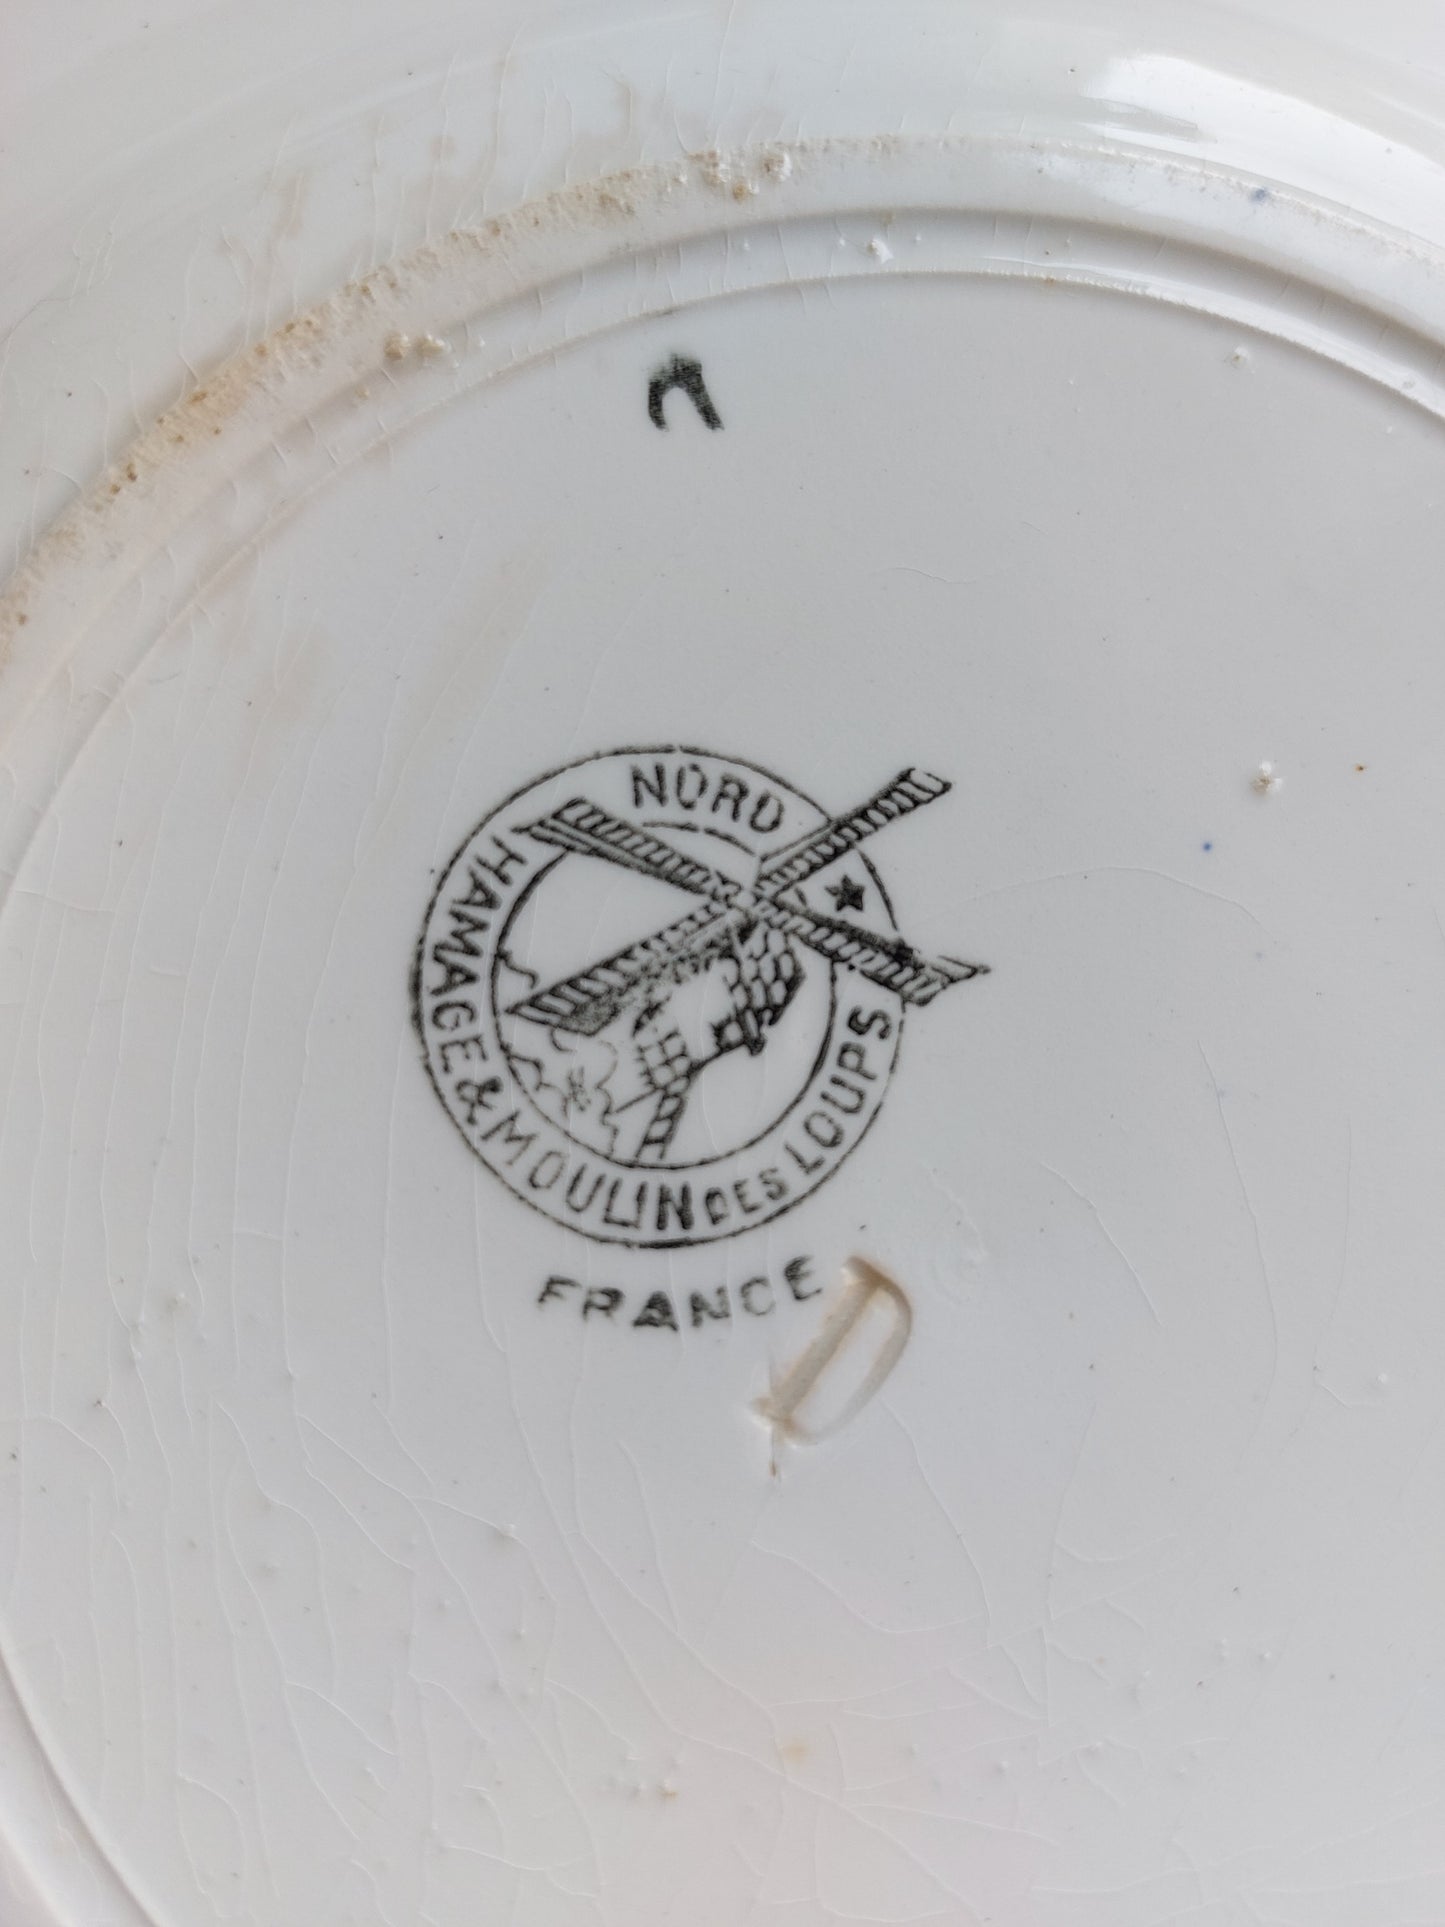 NORD
HAMAGE & MOULIN DES LOUPS
FRANCE
D